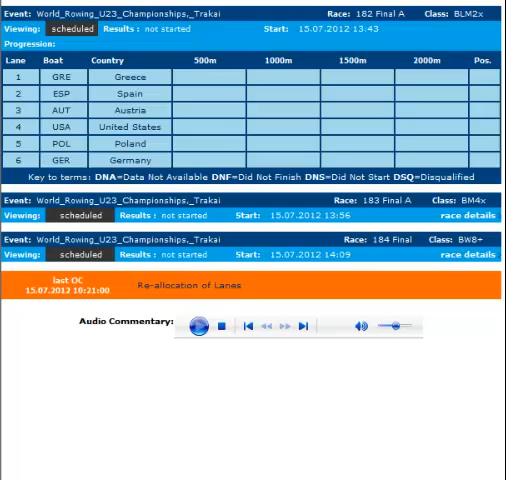 Event: World_Rowing_U23_Championships,_Trakai Race: 182 Final A Class: BLM2x
Viewing: scheduled Results : not started Start: 15.07.2012 13:43
Progression:
Lane Boat Country 500m 1000m 1500m 2000m Pos.
1 GRE Greece
2 ESP Spain
3 AUT Austria
4 USA United States
5 POL Poland
6 GER Germany
Key to terms: DNA=Data Not Available DNF=Did Not Finish DNS=Did Not Start DSQ=Disqualified
Event: World_Rowing_U23_Championships,_Trakai Race: 183 Final A Class: BM4x
Viewing: scheduled Results : not started Start: 15.07.2012 13:56 race details
Event: World_Rowing_U23_Championships,_Trakai Race: 184 Final Class: BW8+
Viewing: scheduled Results : not started Start: 15.07.2012 14:09 race details
last OC
15.07.2012 10:21:00 Re-allocation of Lanes
Audio Commentary: